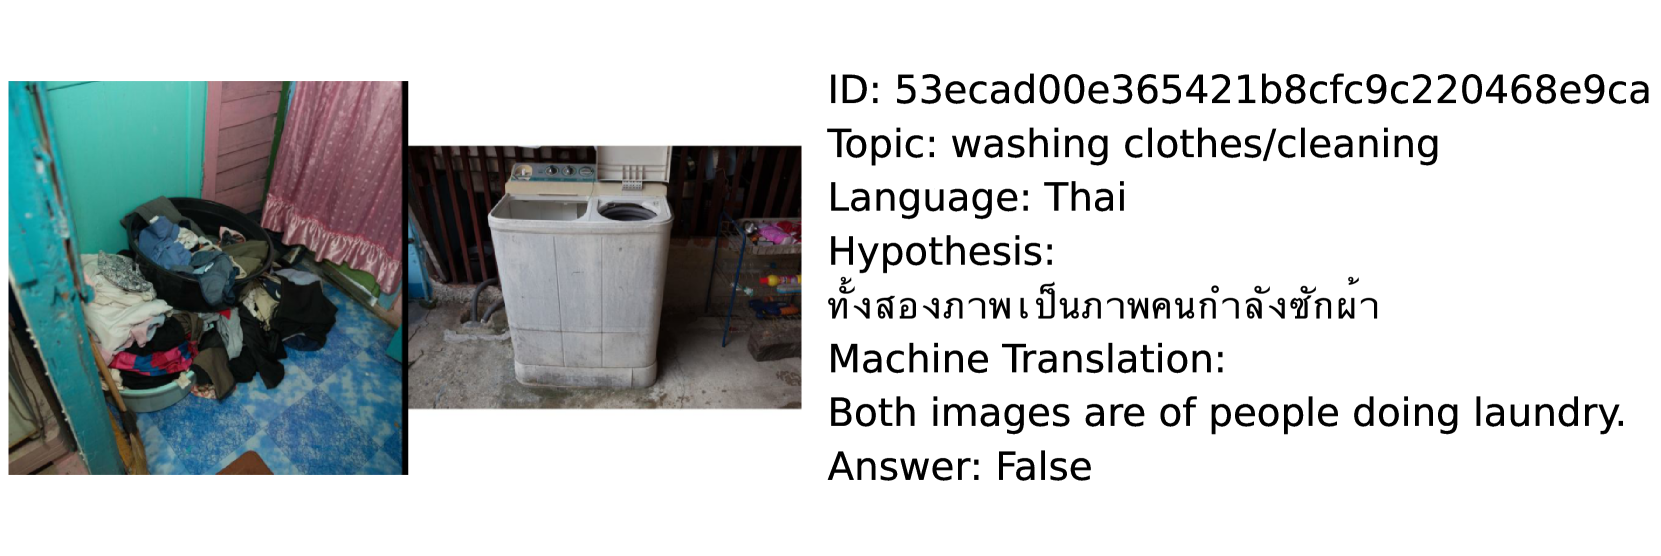 ID: 53ecad00e365421b8cfc9c220468e9ca
Topic: washing clothes/cleaning
Language: Thai
Hypothesis:
ทั้งสองภาพเป็นภาพคนกำลังซักผ้า
Machine Translation:
Both images are of people doing laundry.
Answer: False